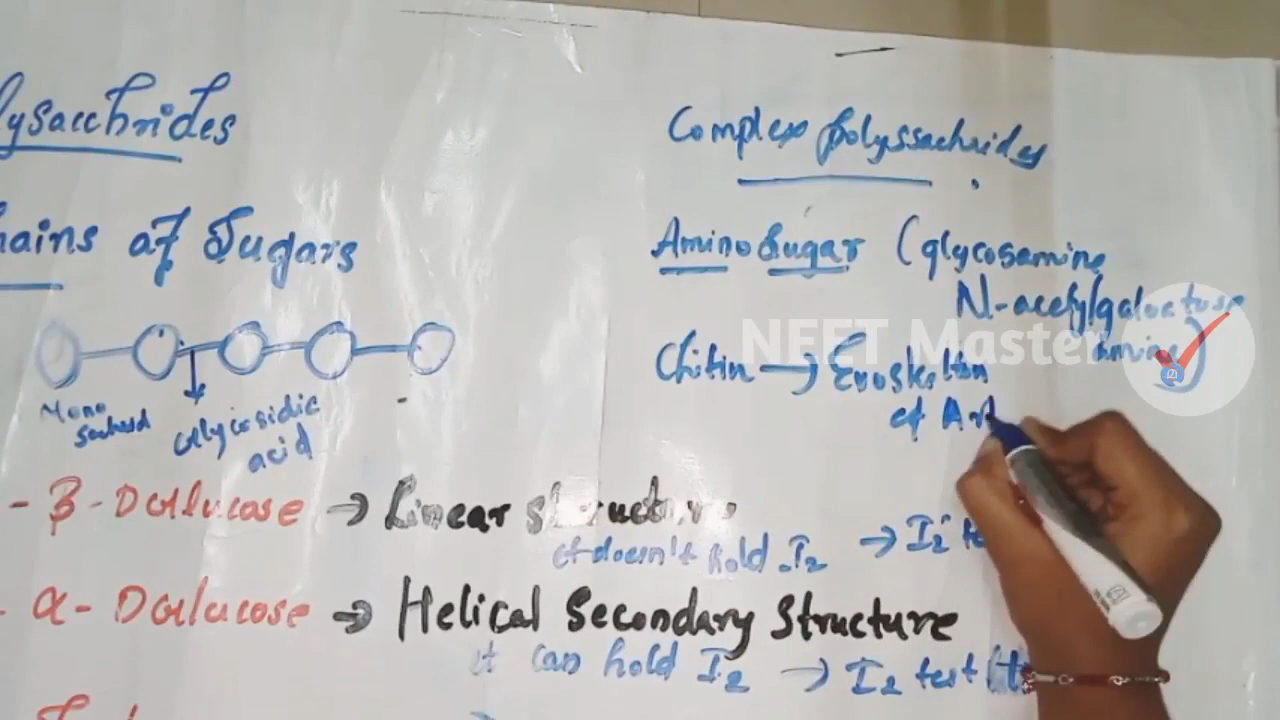 lysacchrides
hains of Sugars
Mono
sachrid
Glycosidic
acid
- β - D Glucose → Linear structure
it doesn't hold I2 → I2 te
- α - D Glucose → Helical Secondary Structure
it can hold I2 → I2 test (t
Complex polyssachrides
Amino Sugar (glycosamine
N-acetylgalactose
amine)
Chitin → Exoskelton
of Ar
NEET Master